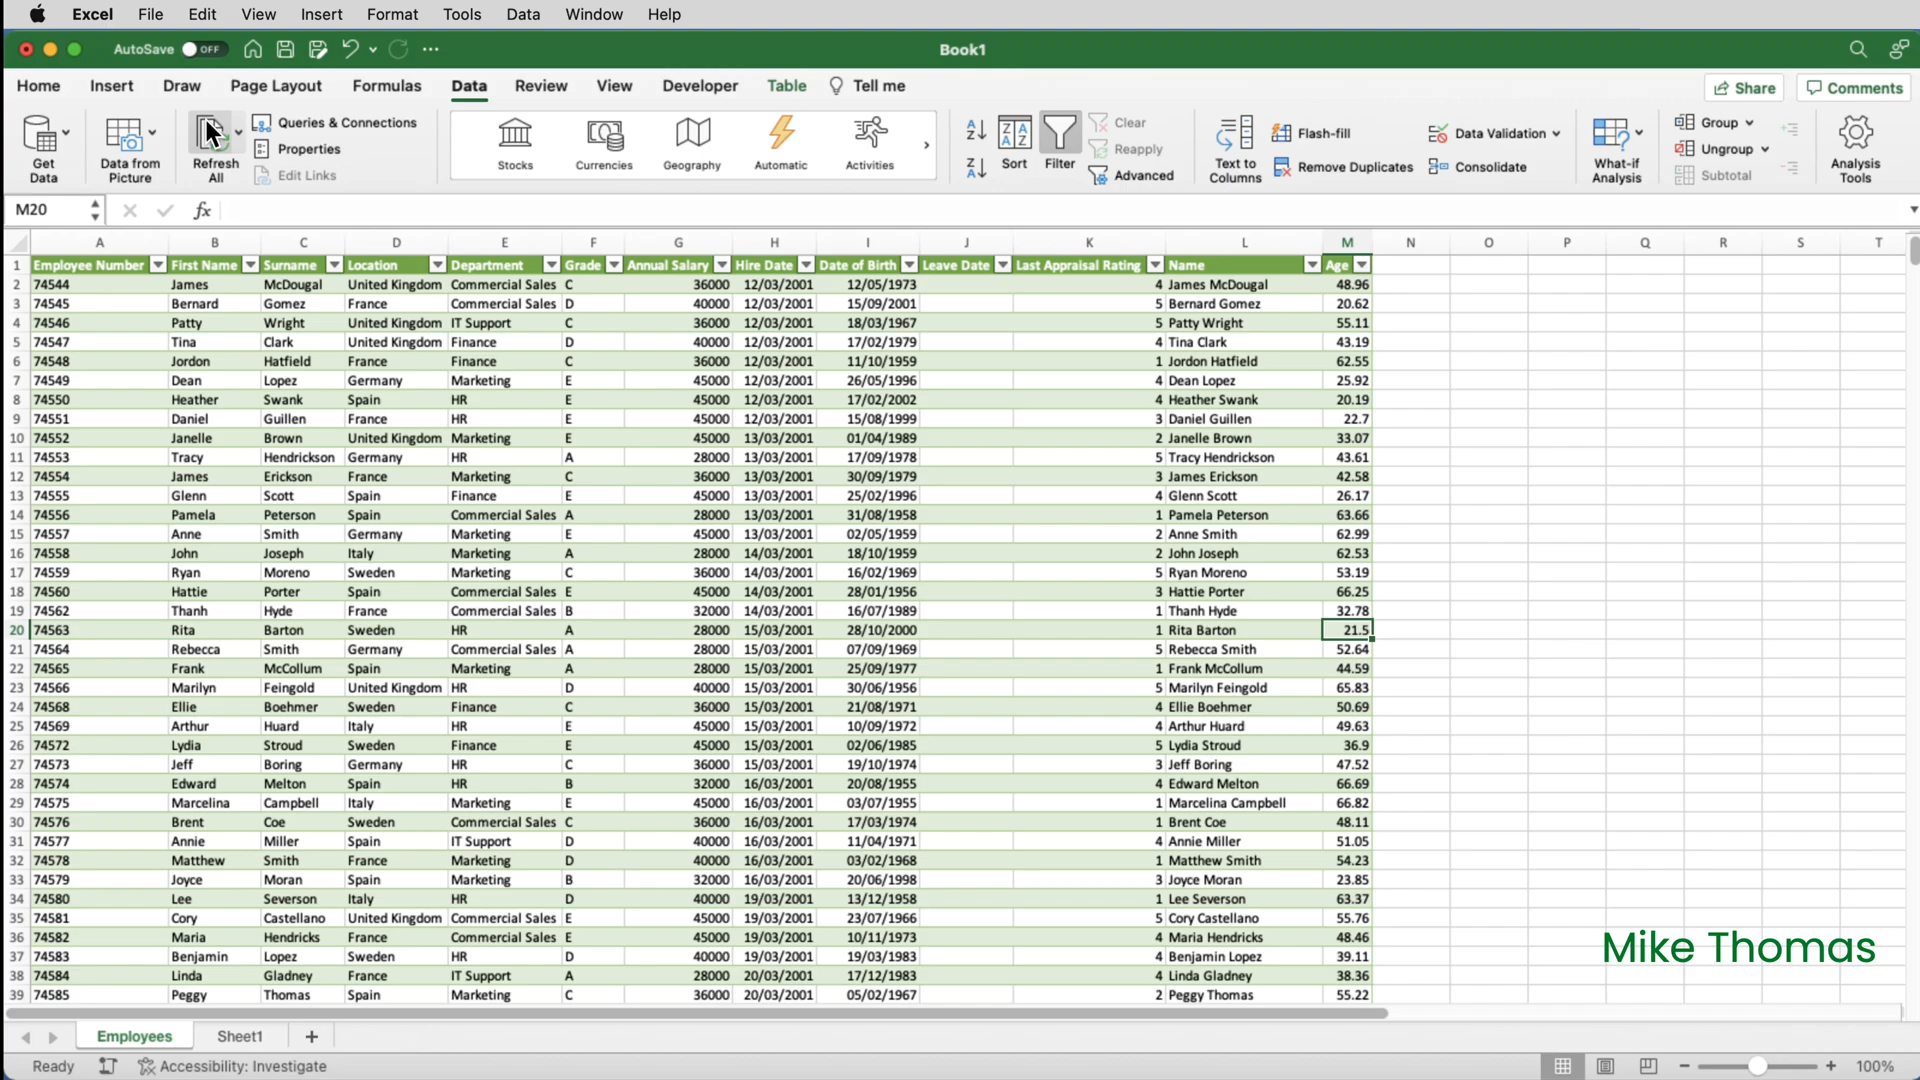 Excel File Edit View Insert Format Tools Data Window Help
AutoSave OFF Book1
Home Insert Draw Page Layout Formulas Data Review View Developer Table Tell me Share Comments
Get Data
Data from Picture
Refresh All
Queries & Connections
Properties
Edit Links
Stocks Currencies Geography Automatic Activities
Sort Filter
Clear
Reapply
Advanced
Text to Columns
Flash-fill
Remove Duplicates
Data Validation
Consolidate
What-if Analysis
Group
Ungroup
Subtotal
Analysis Tools
M20 fx
A B C D E F G H I J K L M N O P Q R S T
1 Employee Number First Name Surname Location Department Grade Annual Salary Hire Date Date of Birth Leave Date Last Appraisal Rating Name Age
2 74544 James McDougal United Kingdom Commercial Sales C 36000 12/03/2001 12/05/1973 4 James McDougal 48.96
3 74545 Bernard Gomez France Commercial Sales D 40000 12/03/2001 15/09/2001 5 Bernard Gomez 20.62
4 74546 Patty Wright United Kingdom IT Support C 36000 12/03/2001 18/03/1967 5 Patty Wright 55.11
5 74547 Tina Clark United Kingdom Finance D 40000 12/03/2001 17/02/1979 4 Tina Clark 43.19
6 74548 Jordon Hatfield France Finance C 36000 12/03/2001 11/10/1959 1 Jordon Hatfield 62.55
7 74549 Dean Lopez Germany Marketing E 45000 12/03/2001 26/05/1996 4 Dean Lopez 25.92
8 74550 Heather Swank Spain HR E 45000 12/03/2001 17/02/2002 4 Heather Swank 20.19
9 74551 Daniel Guillen France HR E 45000 12/03/2001 15/08/1999 3 Daniel Guillen 22.7
10 74552 Janelle Brown United Kingdom Marketing E 45000 13/03/2001 01/04/1989 2 Janelle Brown 33.07
11 74553 Tracy Hendrickson Germany HR A 28000 13/03/2001 17/09/1978 5 Tracy Hendrickson 43.61
12 74554 James Erickson France Marketing C 36000 13/03/2001 30/09/1979 3 James Erickson 42.58
13 74555 Glenn Scott Spain Finance E 45000 13/03/2001 25/02/1996 4 Glenn Scott 26.17
14 74556 Pamela Peterson Spain Commercial Sales A 28000 13/03/2001 31/08/1958 1 Pamela Peterson 63.66
15 74557 Anne Smith Germany Marketing E 45000 13/03/2001 02/05/1959 2 Anne Smith 62.99
16 74558 John Joseph Italy Marketing A 28000 14/03/2001 18/10/1959 2 John Joseph 62.53
17 74559 Ryan Moreno Sweden Marketing C 36000 14/03/2001 16/02/1969 5 Ryan Moreno 53.19
18 74560 Hattie Porter Spain Commercial Sales E 45000 14/03/2001 28/01/1956 3 Hattie Porter 66.25
19 74562 Thanh Hyde France Commercial Sales B 32000 14/03/2001 16/07/1989 1 Thanh Hyde 32.78
20 74563 Rita Barton Sweden HR A 28000 15/03/2001 28/10/2000 1 Rita Barton 21.5
21 74564 Rebecca Smith Germany Commercial Sales A 28000 15/03/2001 07/09/1969 5 Rebecca Smith 52.64
22 74565 Frank McCollum Spain Marketing A 28000 15/03/2001 25/09/1977 1 Frank McCollum 44.59
23 74566 Marilyn Feingold United Kingdom HR D 40000 15/03/2001 30/06/1956 5 Marilyn Feingold 65.83
24 74568 Ellie Boehmer Sweden Finance C 36000 15/03/2001 21/08/1971 4 Ellie Boehmer 50.69
25 74569 Arthur Huard Italy HR E 45000 15/03/2001 10/09/1972 4 Arthur Huard 49.63
26 74572 Lydia Stroud Sweden Finance E 45000 15/03/2001 02/06/1985 5 Lydia Stroud 36.9
27 74573 Jeff Boring Germany HR C 36000 15/03/2001 19/10/1974 3 Jeff Boring 47.52
28 74574 Edward Melton Spain HR B 32000 16/03/2001 20/08/1955 4 Edward Melton 66.69
29 74575 Marcelina Campbell Italy Marketing E 45000 16/03/2001 03/07/1955 1 Marcelina Campbell 66.82
30 74576 Brent Coe Sweden Commercial Sales C 36000 16/03/2001 17/03/1974 1 Brent Coe 48.11
31 74577 Annie Miller Spain IT Support D 40000 16/03/2001 11/04/1971 4 Annie Miller 51.05
32 74578 Matthew Smith France Marketing D 40000 16/03/2001 03/02/1968 1 Matthew Smith 54.23
33 74579 Joyce Moran Spain Marketing B 32000 16/03/2001 20/06/1998 3 Joyce Moran 23.85
34 74580 Lee Severson Italy HR D 40000 19/03/2001 13/12/1958 1 Lee Severson 63.37
35 74581 Cory Castellano United Kingdom Commercial Sales E 45000 19/03/2001 23/07/1966 5 Cory Castellano 55.76
36 74582 Maria Hendricks France Commercial Sales E 45000 19/03/2001 10/11/1973 4 Maria Hendricks 48.46
37 74583 Benjamin Lopez Sweden HR D 40000 19/03/2001 19/03/1983 4 Benjamin Lopez 39.11
38 74584 Linda Gladney France IT Support A 28000 20/03/2001 17/12/1983 4 Linda Gladney 38.36
39 74585 Peggy Thomas Spain Marketing C 36000 20/03/2001 05/02/1967 2 Peggy Thomas 55.22
Mike Thomas
Employees Sheet1 +
Ready Accessibility: Investigate 100%